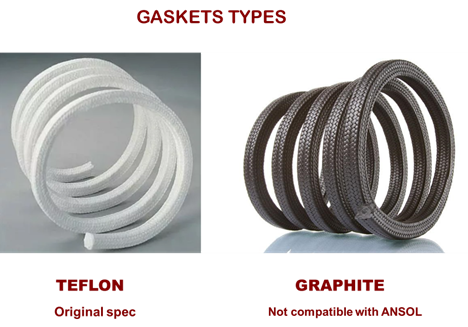 GASKETS TYPES
TEFLON
GRAPHITE
Original spec
Not compatible with ANSOL